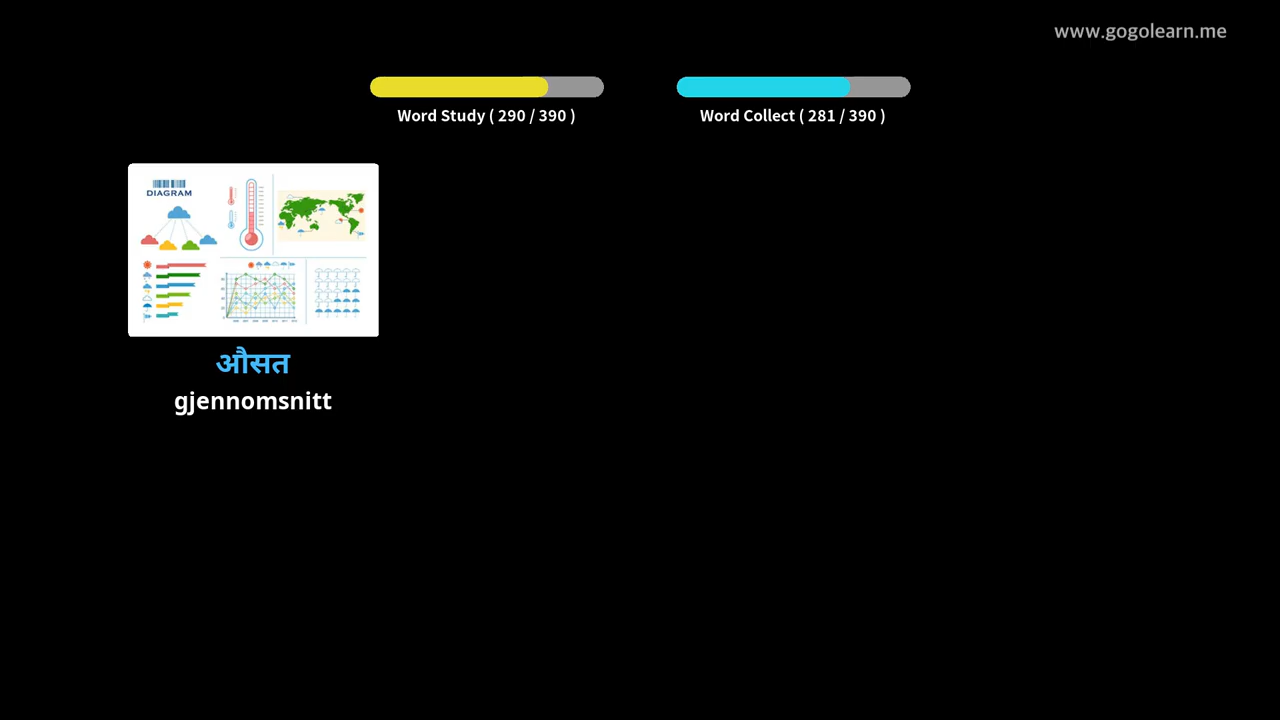 www.gogolearn.me
Word Study ( 290 / 390 )
Word Collect ( 281 / 390 )
DIAGRAM
औसत
gjennomsnitt